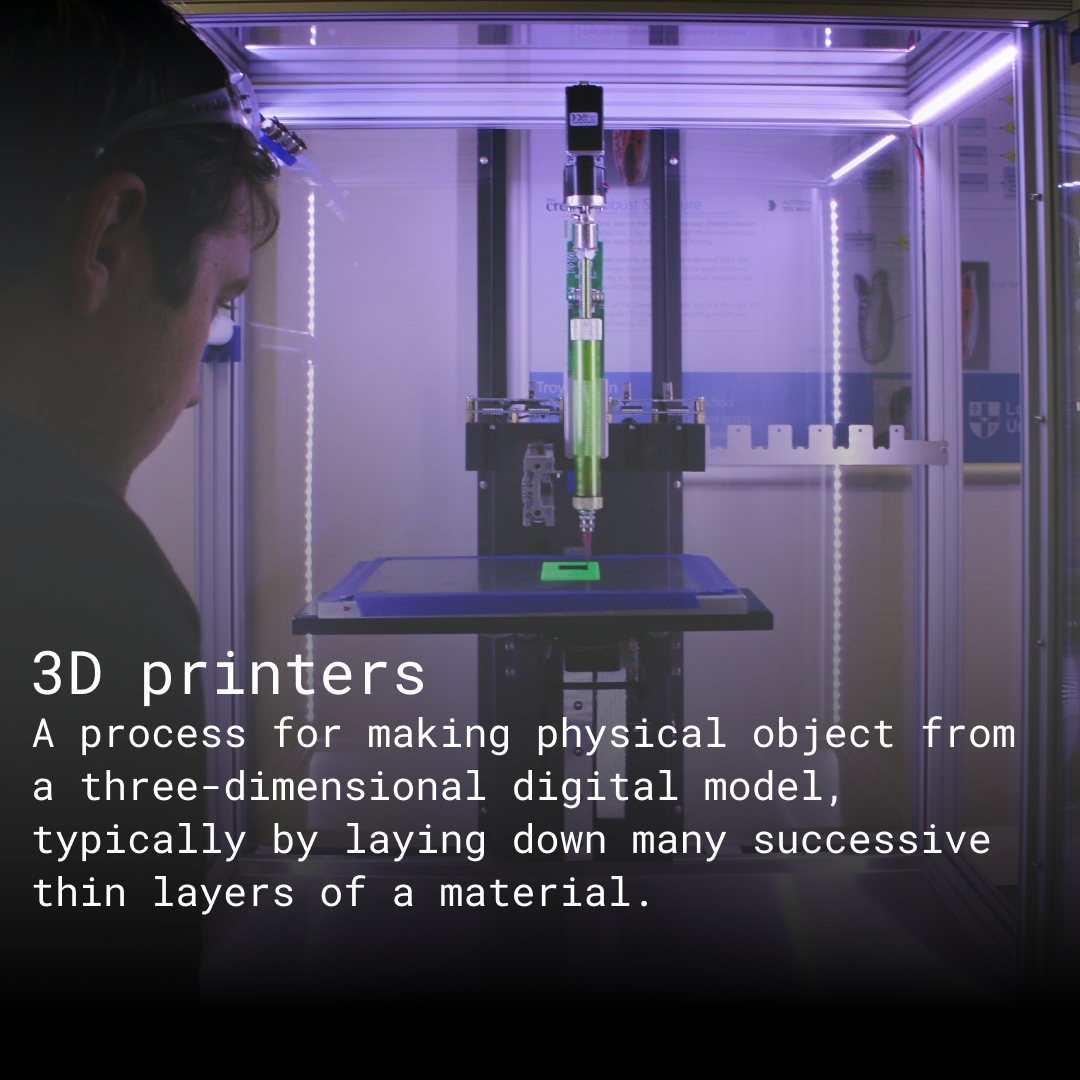 3D printers
A process for making physical object from
a three-dimensional digital model,
typically by laying down many successive
thin layers of a material.